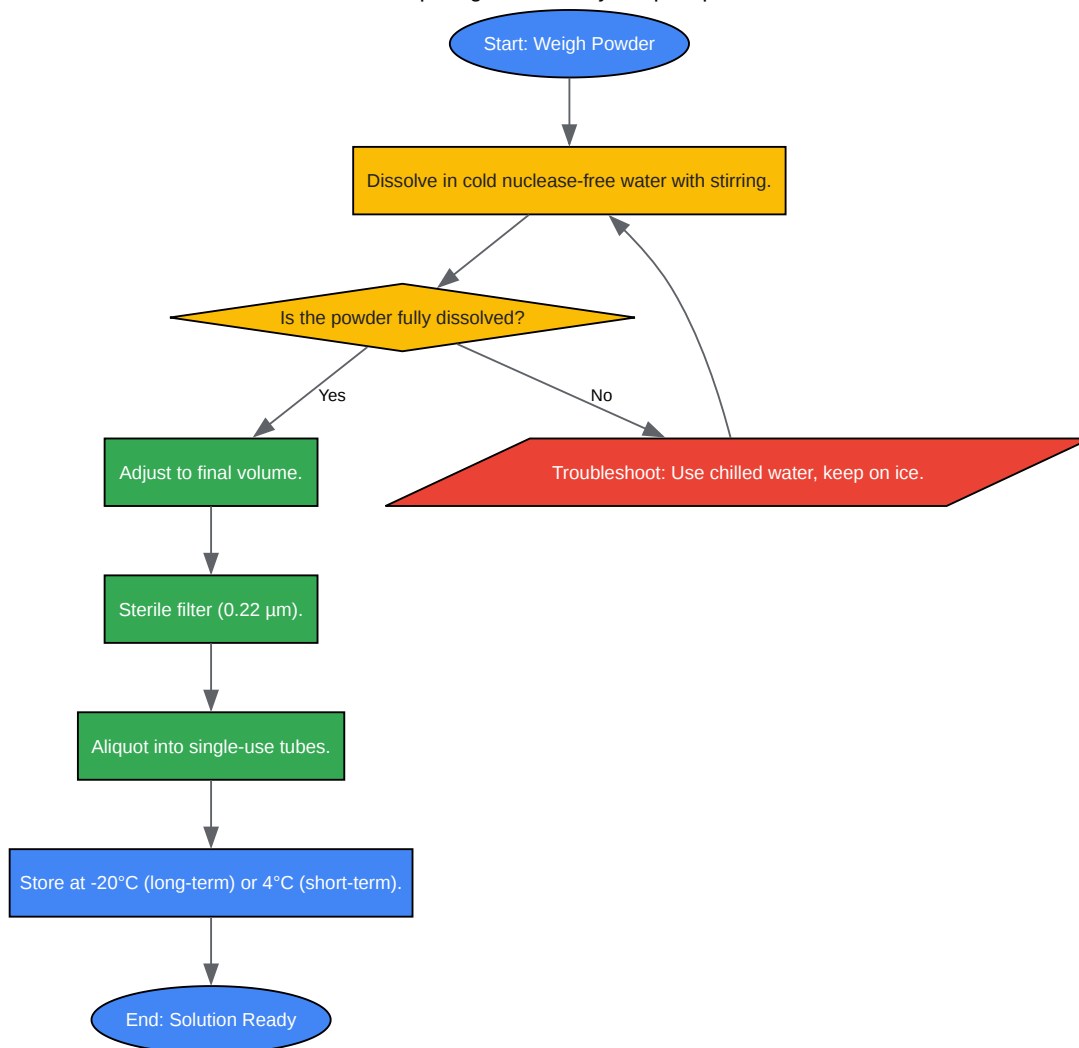 Start: Weigh Powder
Dissolve in cold nuclease-free water with stirring.
Is the powder fully dissolved?
Yes
No
Adjust to final volume.
Troubleshoot: Use chilled water, keep on ice.
Sterile filter (0.22 µm).
Aliquot into single-use tubes.
Store at -20°C (long-term) or 4°C (short-term).
End: Solution Ready